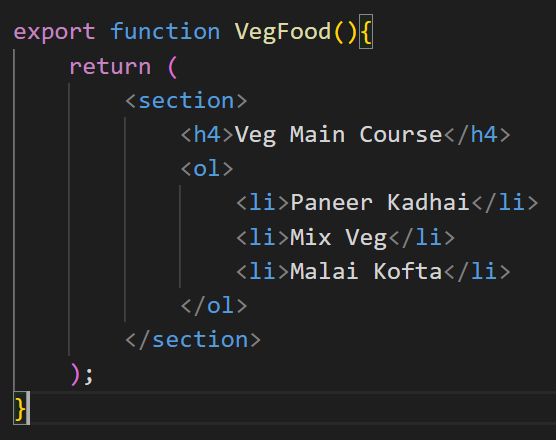 export function VegFood(){
    return (
        <section>
            <h4>Veg Main Course</h4>
            <ol>
                <li>Paneer Kadhai</li>
                <li>Mix Veg</li>
                <li>Malai Kofta</li>
            </ol>
        </section>
    );
}